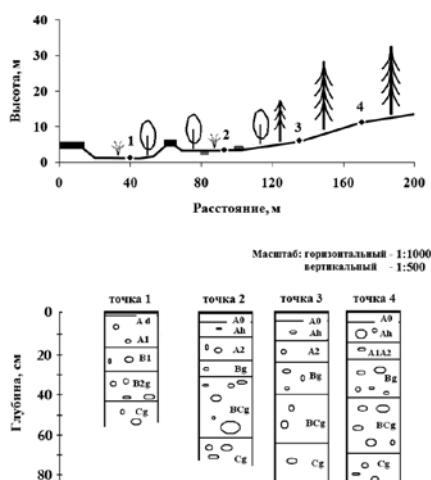 Высота, м
40
30
20
10
0
1
2
3
4
0
40
80
120
160
200
Расстояние, м
Масштаб: горизонтальный - 1:1000
вертикальный - 1:500
точка 1
точка 2
точка 3
точка 4
Глубина, см
0
20
40
60
80
A d
A1
B1
B2g
Cg
A0
Ah
A2
Bg
BCg
Cg
A0
Ah
A2
Bg
BCg
Cg
A0
Ah
A1A2
Bg
BCg
Cg